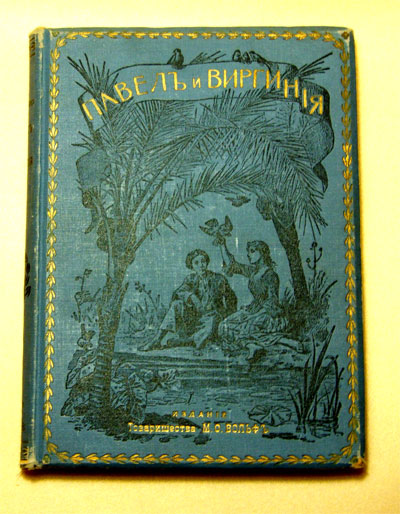 ПАВЕЛЪ и ВИРГИНІЯ
ИЗДАНІЕ
Товарищества М. О. ВОЛЬФЪ